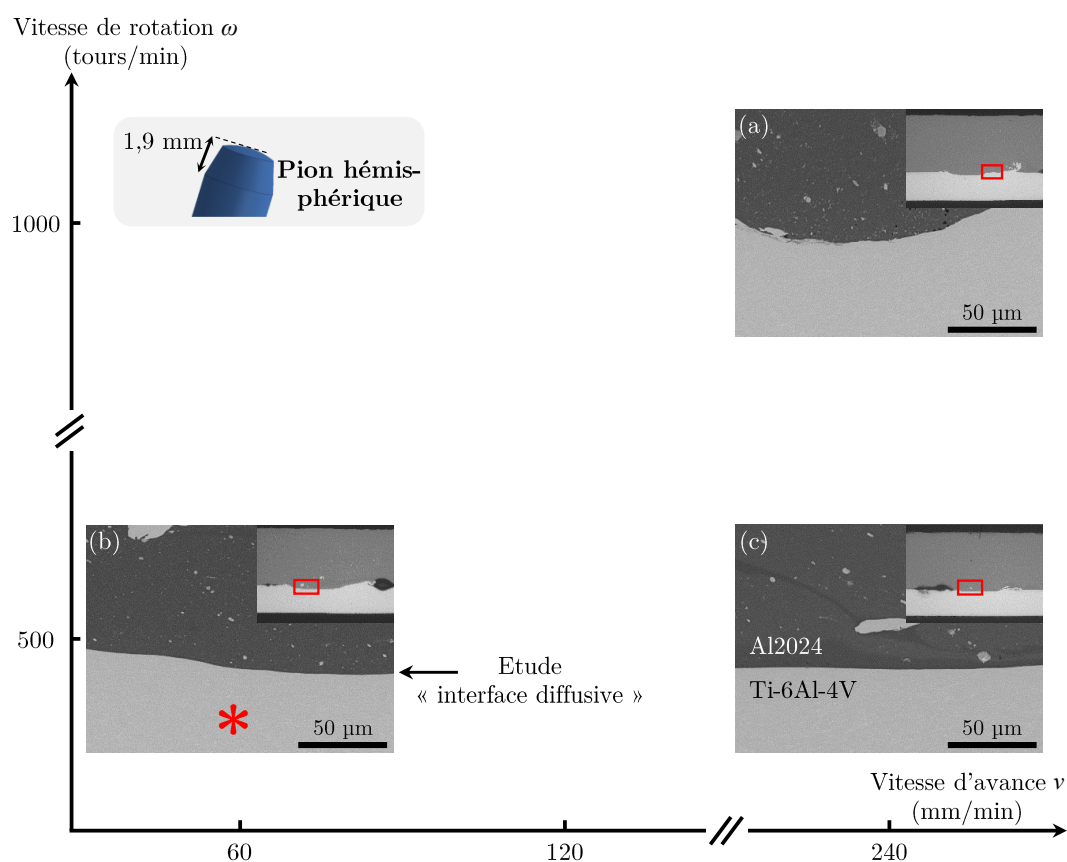 Vitesse de rotation ω
(tours/min)
1,9 mm
Pion hémis-
phérique
(a)
1000
50 µm
(b)
(c)
500
Al2024
Etude
« interface diffusive »
Ti-6Al-4V
50 µm
50 µm
Vitesse d'avance v
(mm/min)
60
120
240